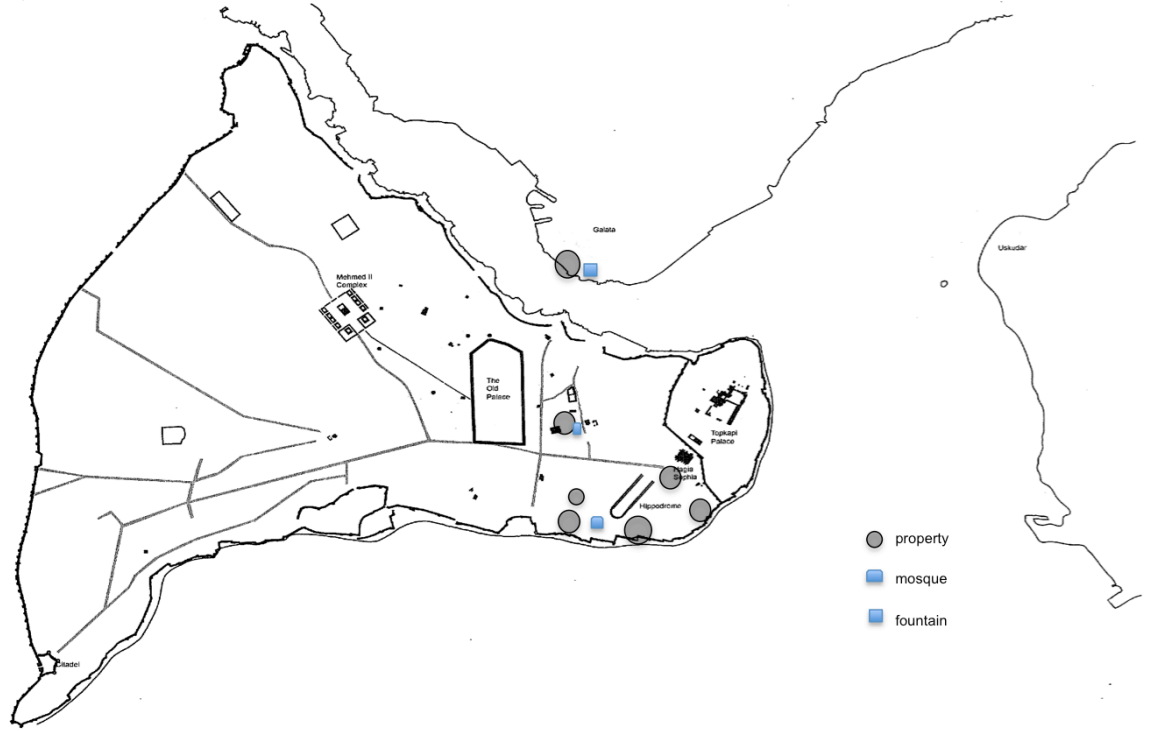 Galata
Uskudar
Mehmed II
Complex
The
Old
Palace
Topkapi
Palace
Hagia
Sophia
Hippodrome
property
mosque
fountain
Citadel